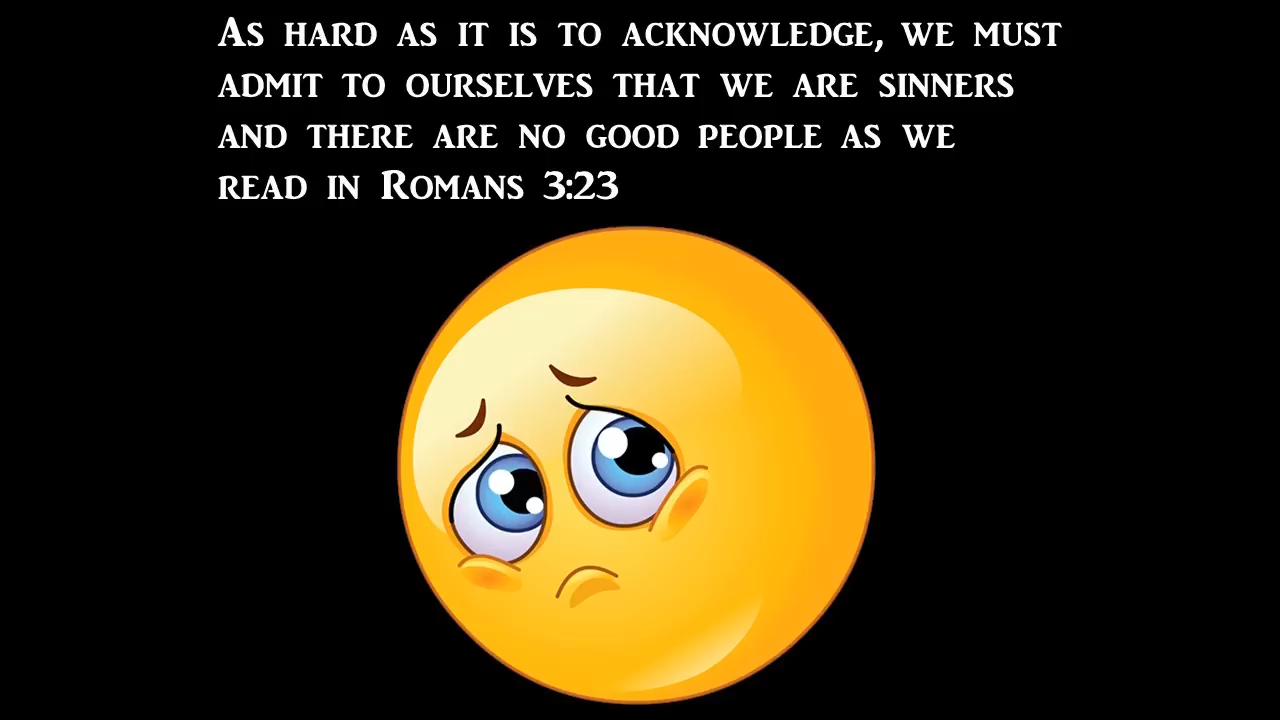 As hard as it is to acknowledge, we must
admit to ourselves that we are sinners
and there are no good people as we
read in Romans 3:23